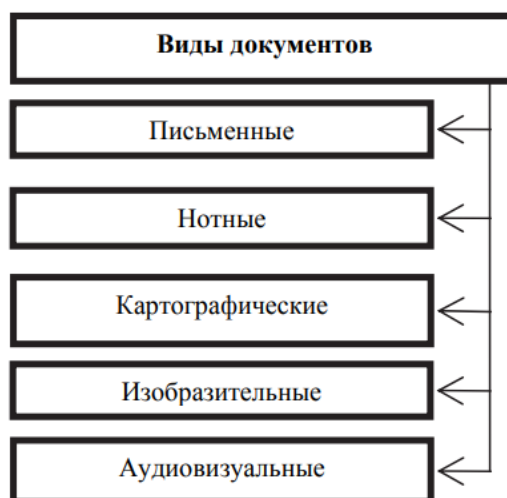 Виды документов
Письменные
Нотные
Картографические
Изобразительные
Аудиовизуальные